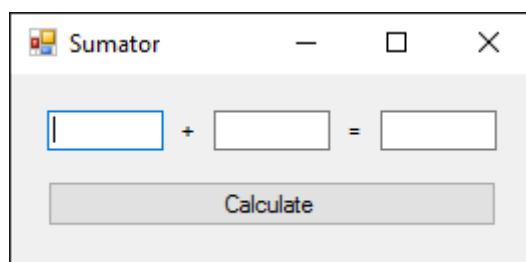 Sumator
+ =
Calculate